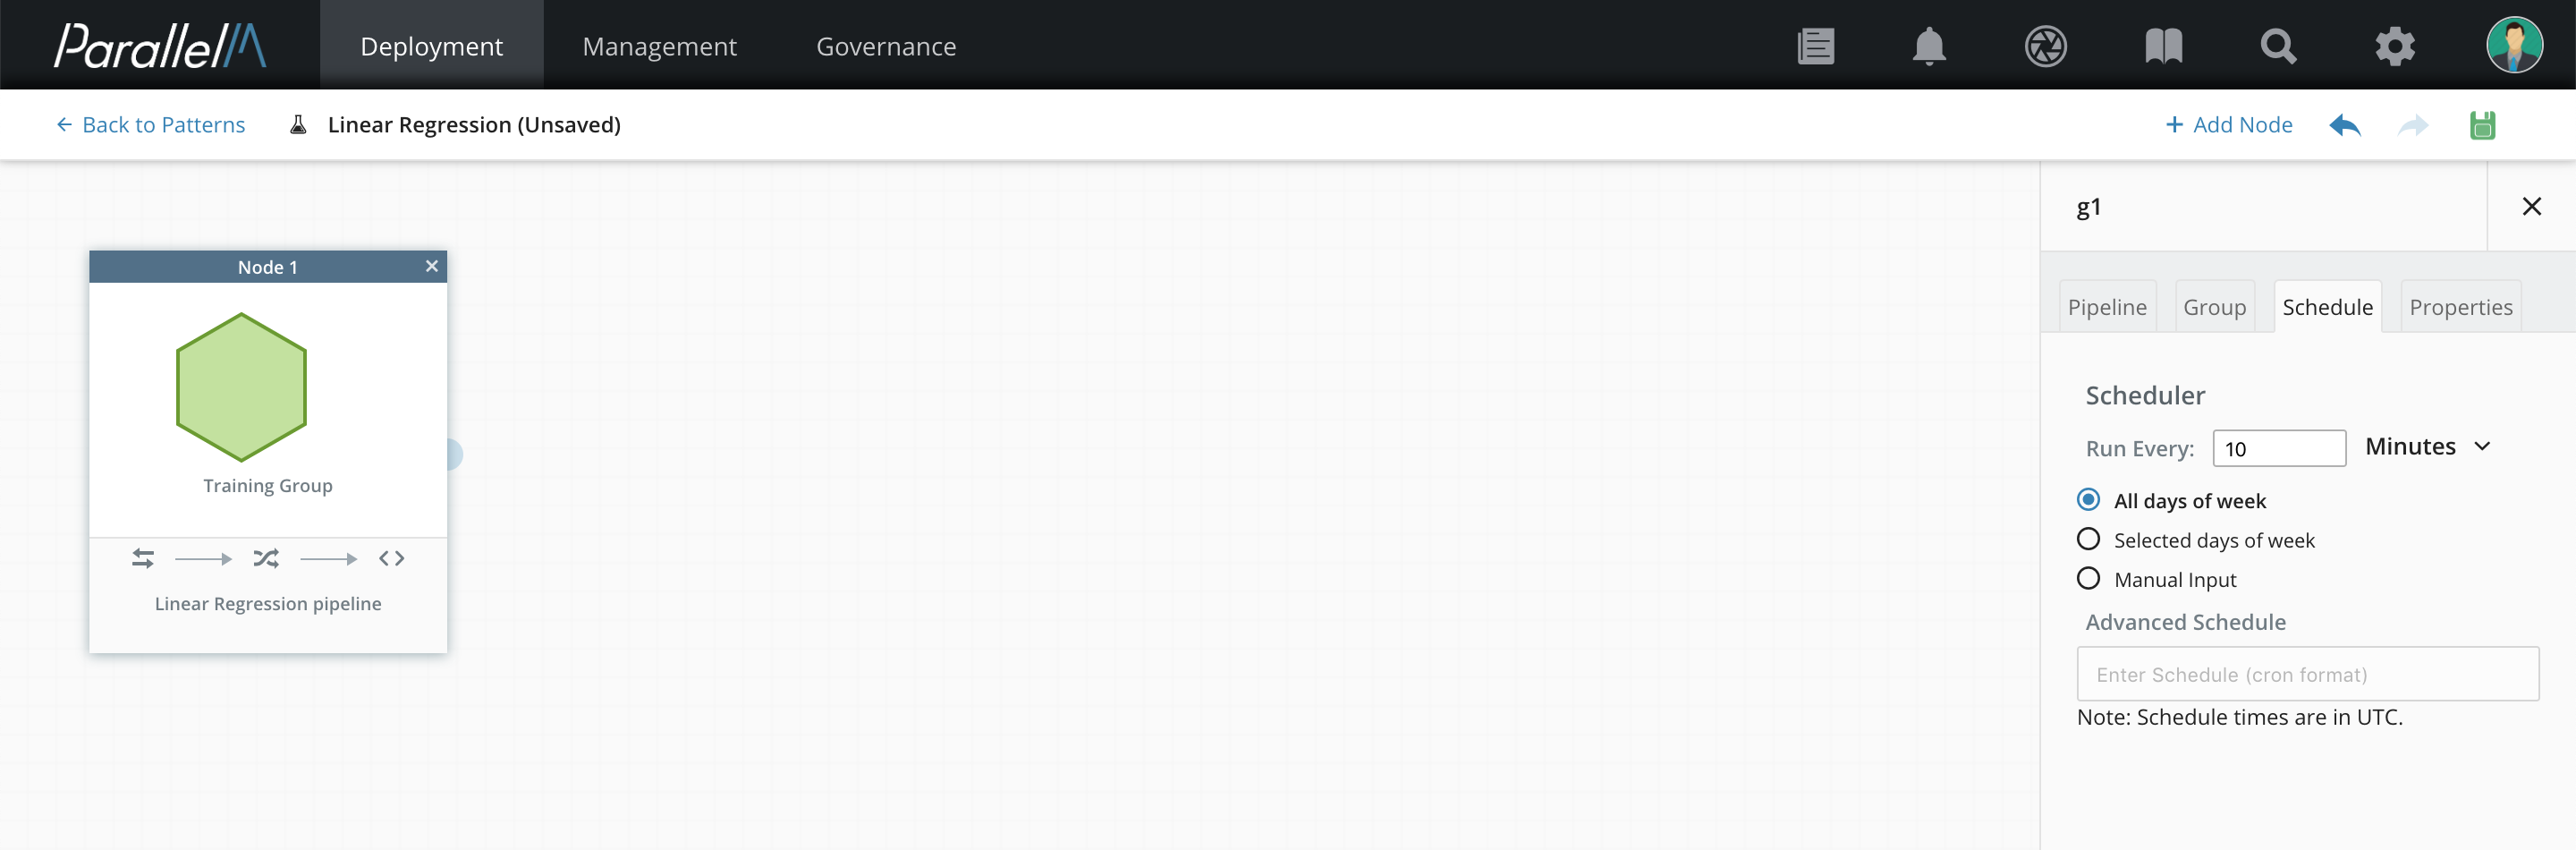 ParallelM Deployment Management Governance
← Back to Patterns Linear Regression (Unsaved) + Add Node
g1
Node 1
Training Group
Linear Regression pipeline
Pipeline Group Schedule Properties
Scheduler
Run Every: 10 Minutes
All days of week
Selected days of week
Manual Input
Advanced Schedule
Enter Schedule (cron format)
Note: Schedule times are in UTC.